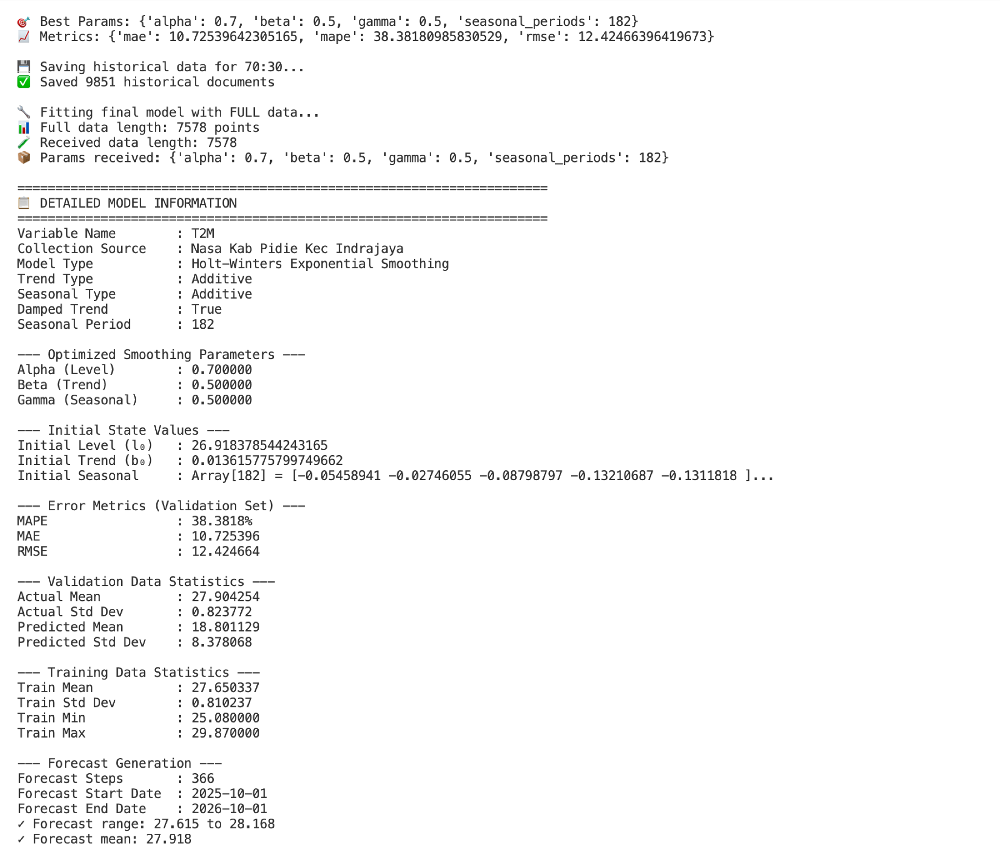 🎯 Best Params: {'alpha': 0.7, 'beta': 0.5, 'gamma': 0.5, 'seasonal_periods': 182}
📈 Metrics: {'mae': 10.72539642305165, 'mape': 38.38180985830529, 'rmse': 12.42466396419673}
💾 Saving historical data for 70:30...
✅ Saved 9851 historical documents
🔧 Fitting final model with FULL data...
📊 Full data length: 7578 points
🧪 Received data length: 7578
📦 Params received: {'alpha': 0.7, 'beta': 0.5, 'gamma': 0.5, 'seasonal_periods': 182}
======================================================================
📋 DETAILED MODEL INFORMATION
======================================================================
Variable Name        : T2M
Collection Source    : Nasa Kab Pidie Kec Indrajaya
Model Type           : Holt-Winters Exponential Smoothing
Trend Type           : Additive
Seasonal Type        : Additive
Damped Trend         : True
Seasonal Period      : 182
--- Optimized Smoothing Parameters ---
Alpha (Level)        : 0.700000
Beta (Trend)         : 0.500000
Gamma (Seasonal)     : 0.500000
--- Initial State Values ---
Initial Level (l₀)   : 26.918378544243165
Initial Trend (b₀)   : 0.013615775799749662
Initial Seasonal     : Array[182] = [-0.05458941 -0.02746055 -0.08798797 -0.13210687 -0.1311818 ]...
--- Error Metrics (Validation Set) ---
MAPE                 : 38.3818%
MAE                  : 10.725396
RMSE                 : 12.424664
--- Validation Data Statistics ---
Actual Mean          : 27.904254
Actual Std Dev       : 0.823772
Predicted Mean       : 18.801129
Predicted Std Dev    : 8.378068
--- Training Data Statistics ---
Train Mean           : 27.650337
Train Std Dev        : 0.810237
Train Min            : 25.080000
Train Max            : 29.870000
--- Forecast Generation ---
Forecast Steps       : 366
Forecast Start Date  : 2025-10-01
Forecast End Date    : 2026-10-01
✓ Forecast range: 27.615 to 28.168
✓ Forecast mean: 27.918